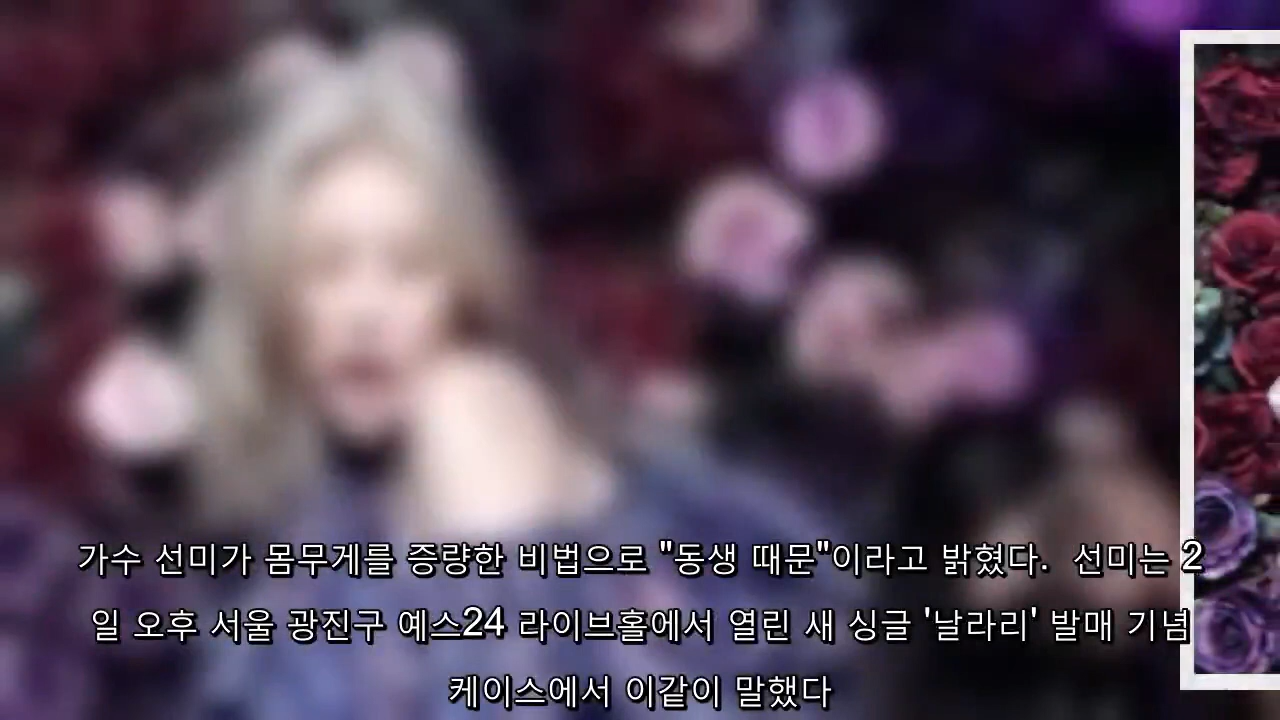 가수 선미가 몸무게를 증량한 비법으로 "동생 때문"이라고 밝혔다.  선미는 2
일 오후 서울 광진구 예스24 라이브홀에서 열린 새 싱글 '날라리' 발매 기념
케이스에서 이같이 말했다